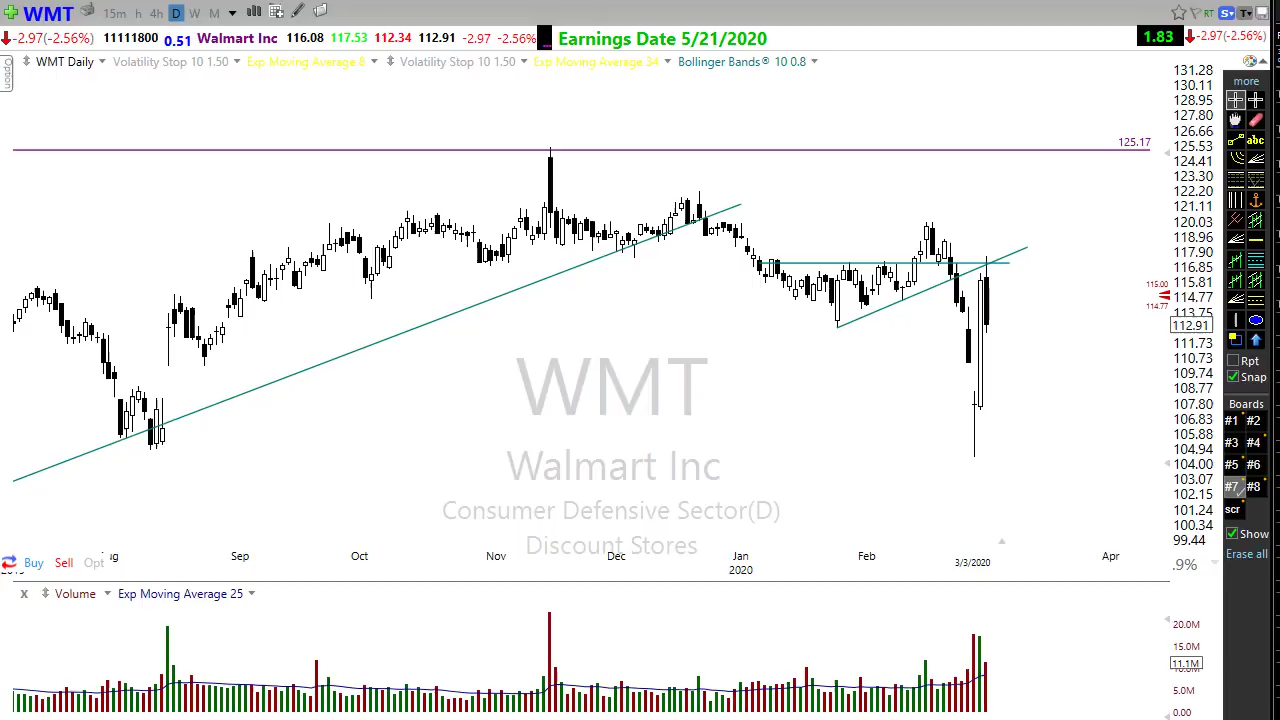 WMT 15m h 4h D W M RT S T
-2.97(-2.56%) 11111800 0.51 Walmart Inc 116.08 117.53 112.34 112.91 -2.97 -2.56% ... Earnings Date 5/21/2020 1.83 -2.97(-2.56%)
Option
WMT Daily Volatility Stop 10 1.50 Exp Moving Average 8 Volatility Stop 10 1.50 Exp Moving Average 34 Bollinger Bands® 10 0.8
131.28
130.11
128.95
127.80
126.66
125.53
124.41
123.30
122.20
121.11
120.03
118.96
117.90
116.85
115.81
114.77
113.75
112.91
111.73
110.73
109.74
108.77
107.80
106.83
105.88
104.94
104.00
103.07
102.15
101.24
100.34
99.44
125.17
115.00
114.77
WMT
Walmart Inc
Consumer Defensive Sector(D)
Discount Stores
Sep Oct Nov Dec Jan Feb Apr
2020 3/3/2020
Buy Sell Opt
.9%
X Volume Exp Moving Average 25
20.0M
15.0M
11.1M
5.0M
0.00
more
abc
Rpt
Snap
Boards
#1 #2
#3 #4
#5 #6
#7 #8
scr
Show
Erase all